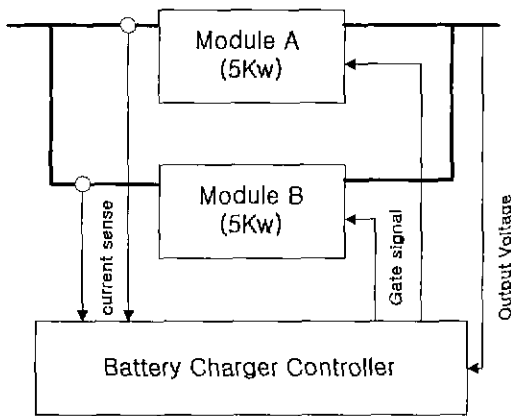 Module A
(5Kw)
Module B
(5Kw)
current sense
Gate signal
Output Voltage
Battery Charger Controller